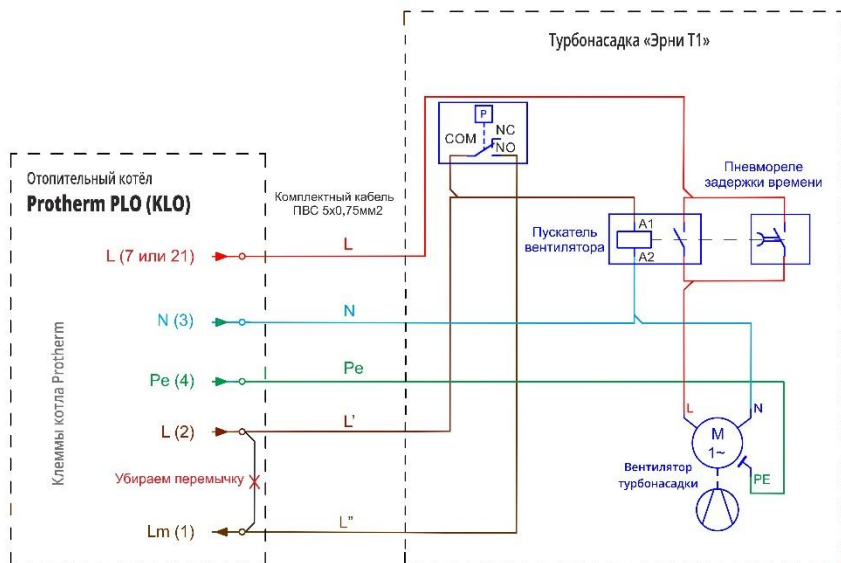 Турбонасадка «Эрни Т1»
P
NC
COM
NO
Пневмореле
задержки времени
Отопительный котёл
Protherm PLO (KLO)
Комплектный кабель
ПВС 5х0,75мм2
Пускатель
вентилятора
A1
A2
L (7 или 21)
L
N (3)
N
Pe (4)
Pe
L (2)
L'
Убираем перемычку
Lm (1)
L"
Клеммы котла Protherm
L
N
M
1~
PE
Вентилятор
турбонасадки